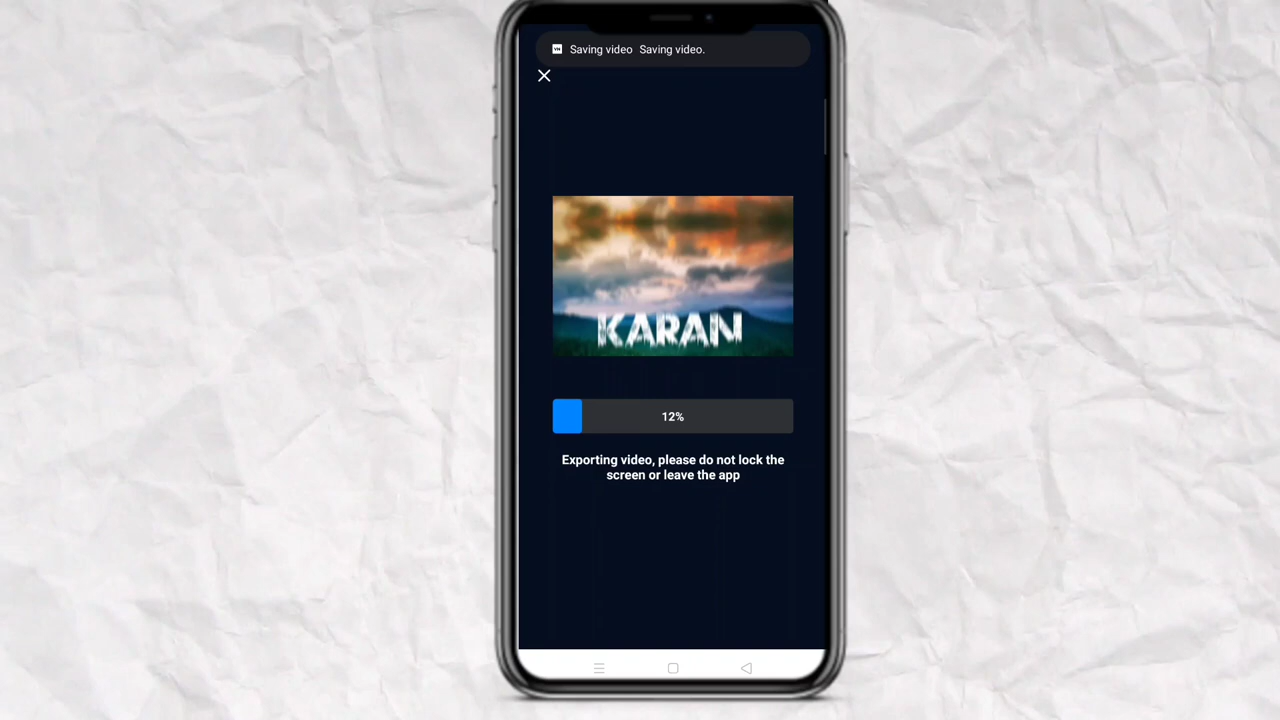 Saving video Saving video.
KARAN
12%
Exporting video, please do not lock the
screen or leave the app